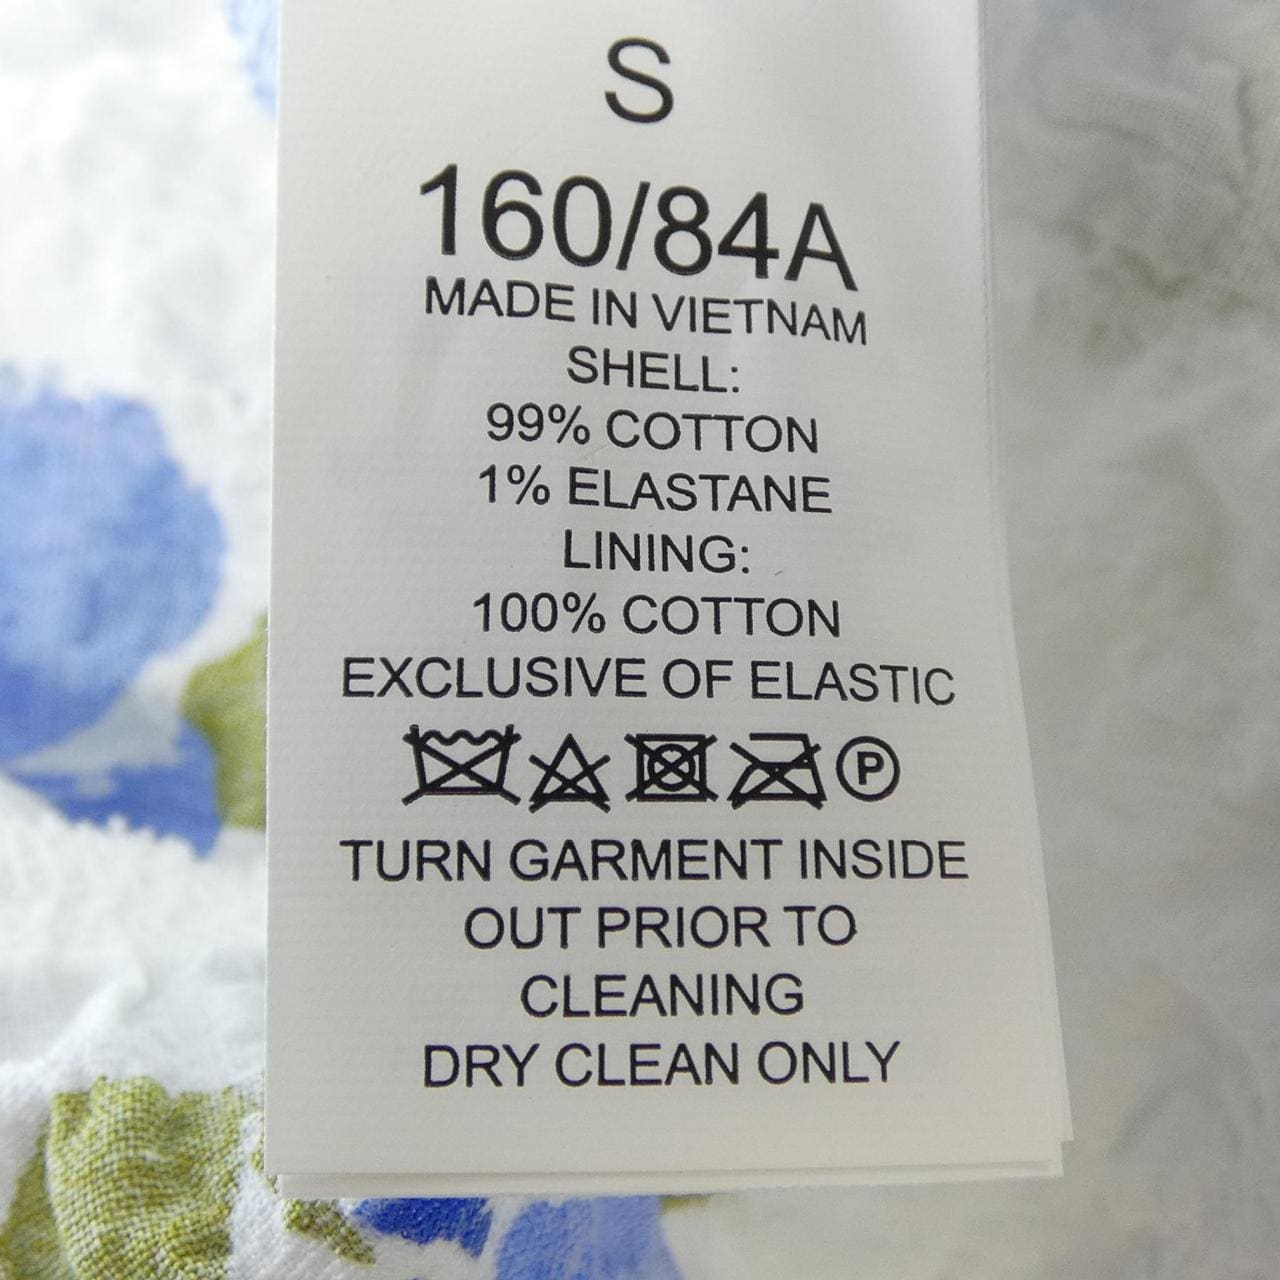 S
160/84A
MADE IN VIETNAM
SHELL:
99% COTTON
1% ELASTANE
LINING:
100% COTTON
EXCLUSIVE OF ELASTIC
P
TURN GARMENT INSIDE
OUT PRIOR TO
CLEANING
DRY CLEAN ONLY